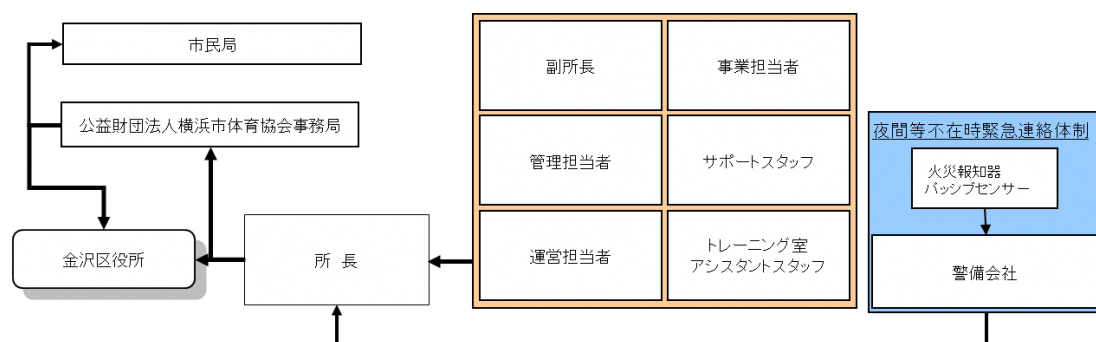 市民局
公益財団法人横浜市体育協会事務局
金沢区役所
所 長
副所長
事業担当者
管理担当者
サポートスタッフ
運営担当者
トレーニング室
アシスタントスタッフ
夜間等不在時緊急連絡体制
火災報知器
パッシブセンサー
警備会社